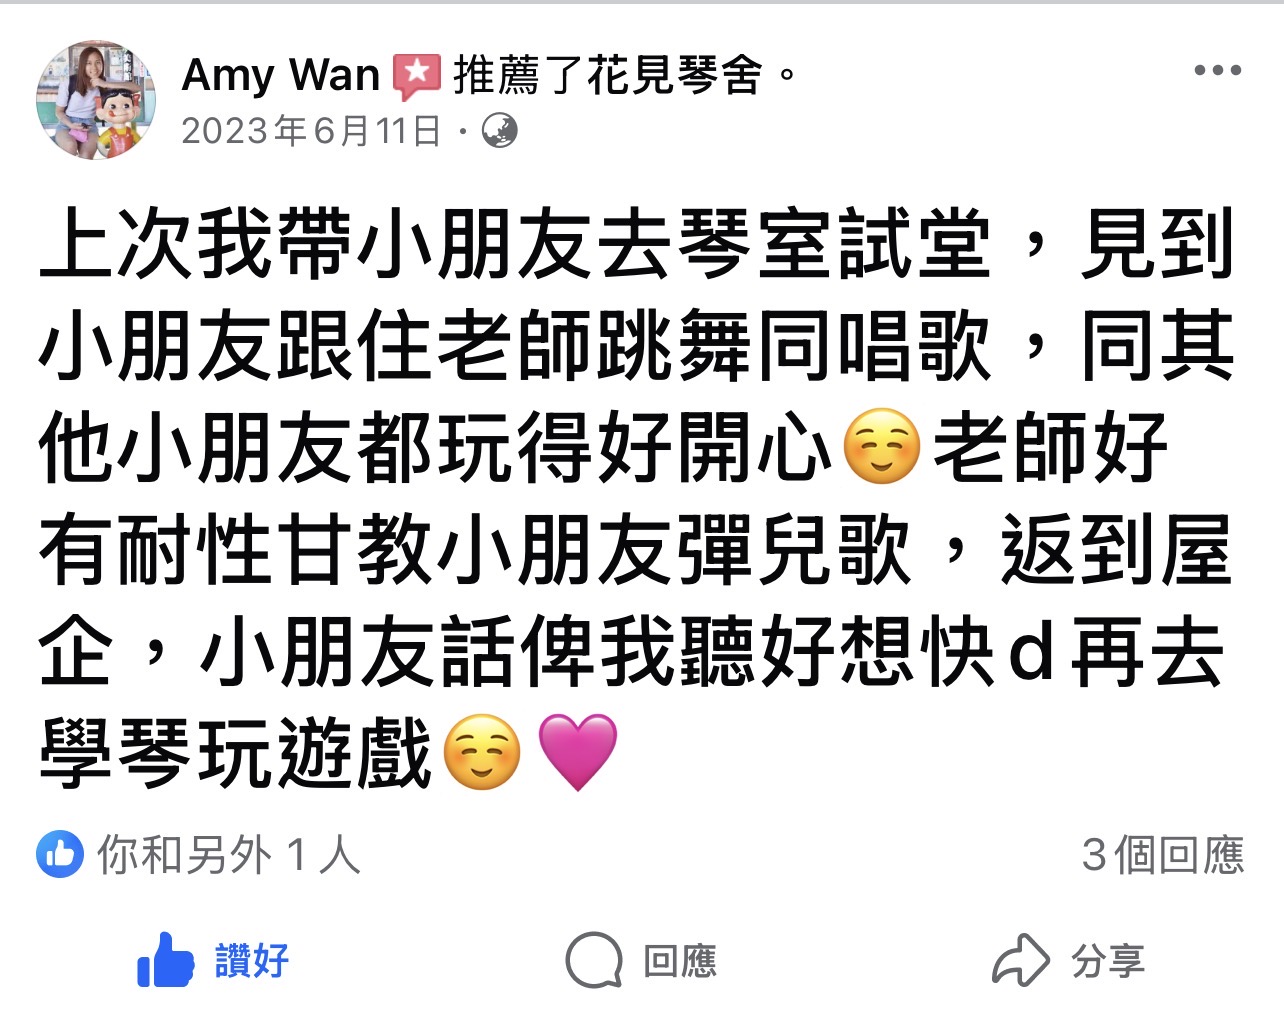 Amy Wan 推薦了花見琴舍。
2023年6月11日 ·
上次我帶小朋友去琴室試堂，見到
小朋友跟住老師跳舞同唱歌，同其
他小朋友都玩得好開心☺️老師好
有耐性甘教小朋友彈兒歌，返到屋
企，小朋友話俾我聽好想快d再去
學琴玩遊戲☺️🩷
你和另外 1 人
3個回應
讚好
回應
分享